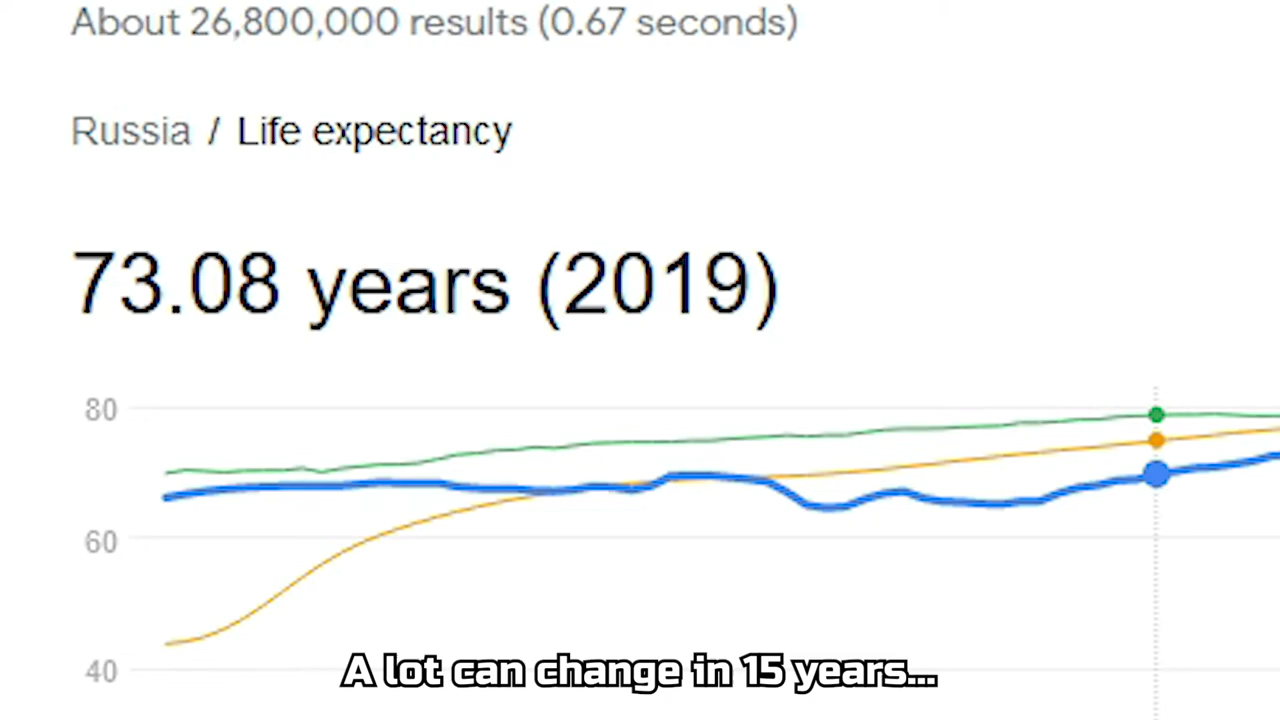 About 26,800,000 results (0.67 seconds)
Russia / Life expectancy
73.08 years (2019)
80
60
40
A lot can change in 15 years...